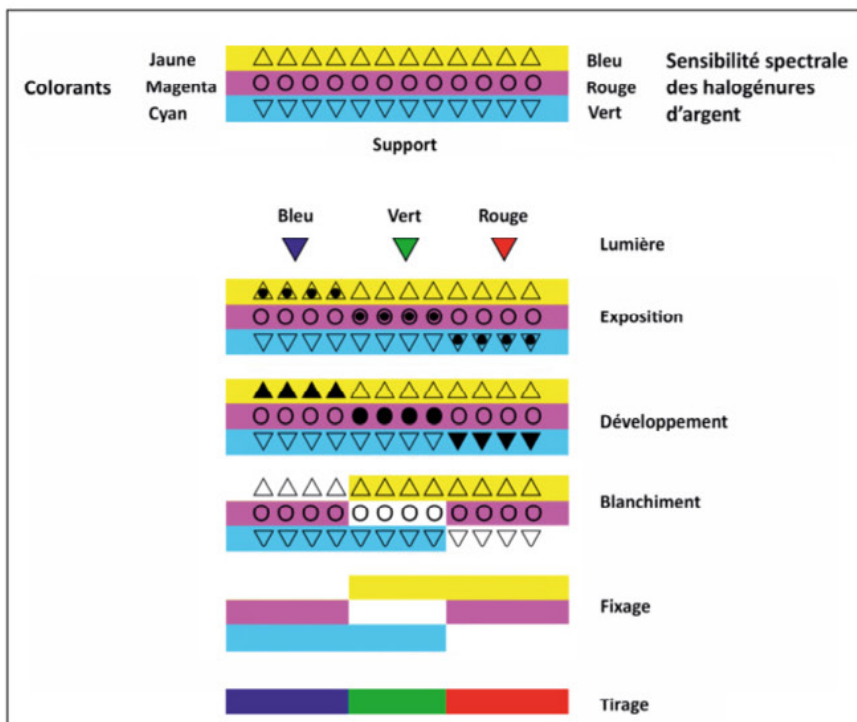 Colorants
Jaune
Magenta
Cyan
Bleu
Rouge
Vert
Sensibilité spectrale
des halogénures
d'argent
Support
Bleu
Vert
Rouge
Lumière
Exposition
Développement
Blanchiment
Fixage
Tirage